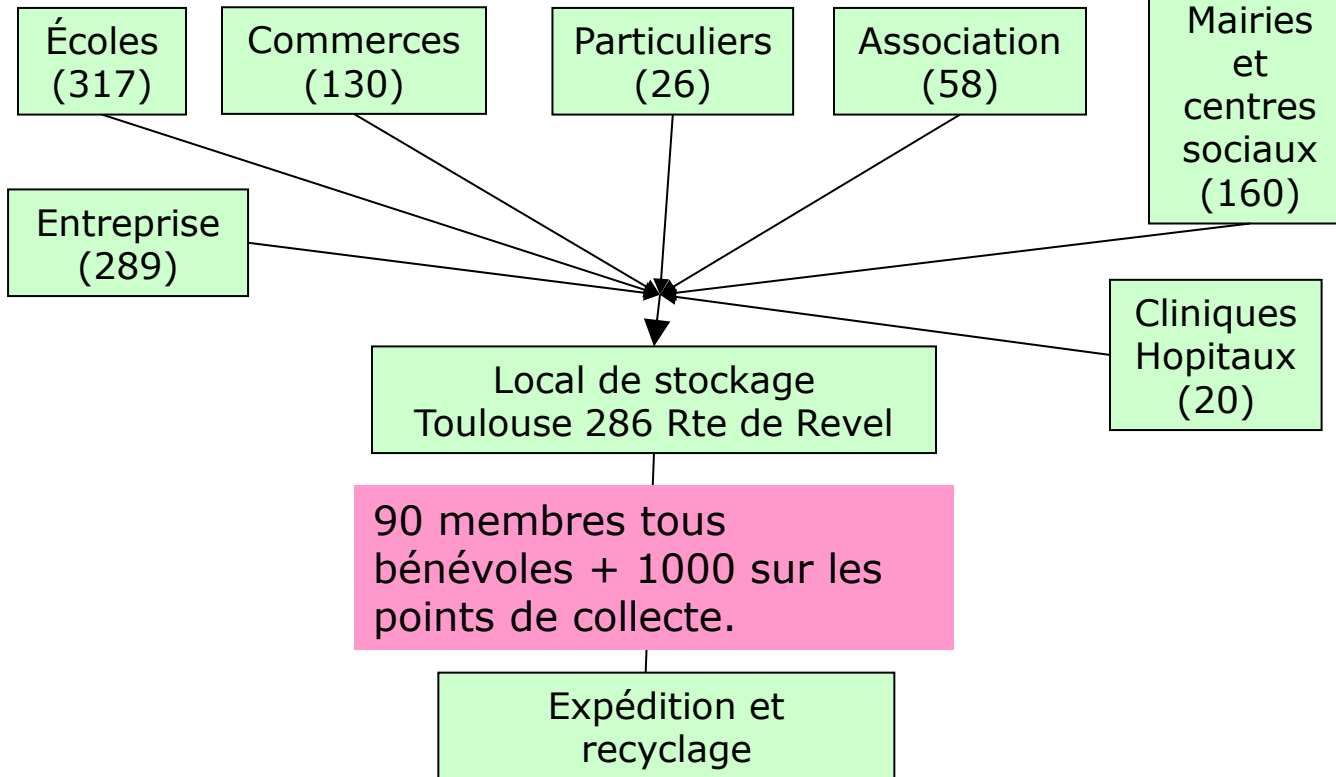 Écoles
(317)
Commerces
(130)
Particuliers
(26)
Association
(58)
Mairies
et
centres
sociaux
(160)
Entreprise
(289)
Cliniques
Hopitaux
(20)
Local de stockage
Toulouse 286 Rte de Revel
90 membres tous
bénévoles + 1000 sur les
points de collecte.
Expédition et
recyclage